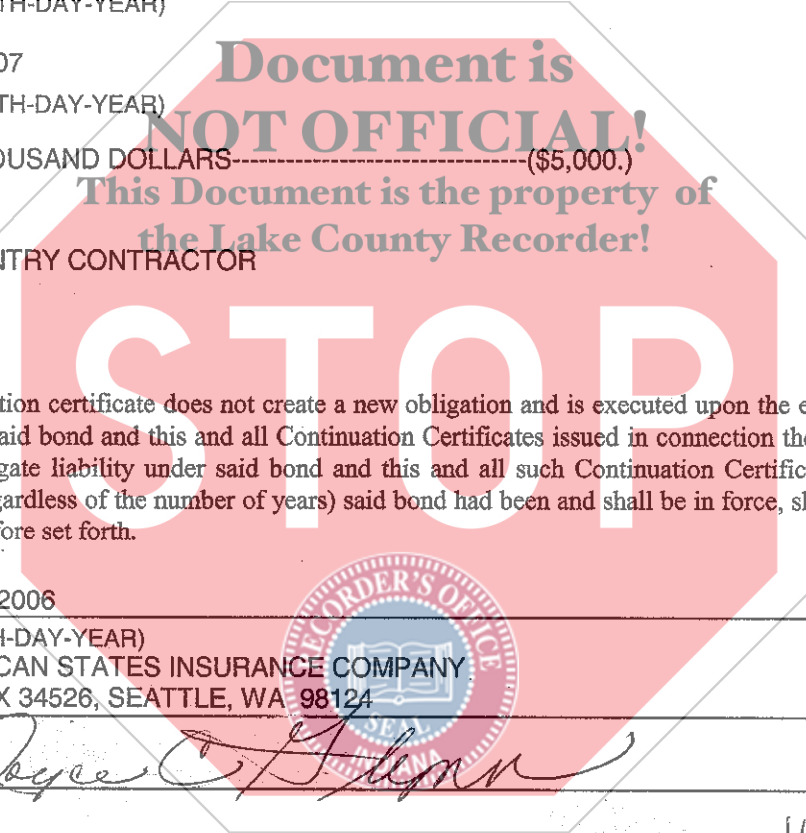 TH-DAY-YEAR)
Document is
07
TH-DAY-YEAR)
NOT OFFICIAL!
OUSAND DOLLARS--------------------------------($5,000.)
This Document is the property of
the Lake County Recorder!
NTRY CONTRACTOR
STOP
tion certificate does not create a new obligation and is executed upon the e
aid bond and this and all Continuation Certificates issued in connection the
gate liability under said bond and this and all such Continuation Certific
gardless of the number of years) said bond had been and shall be in force, sh
fore set forth.
RECORDER'S OFFICE
2006
H-DAY-YEAR)
CAN STATES INSURANCE COMPANY
X 34526, SEATTLE, WA 98124
SEAL
INDIANA
Joyce C Glynn